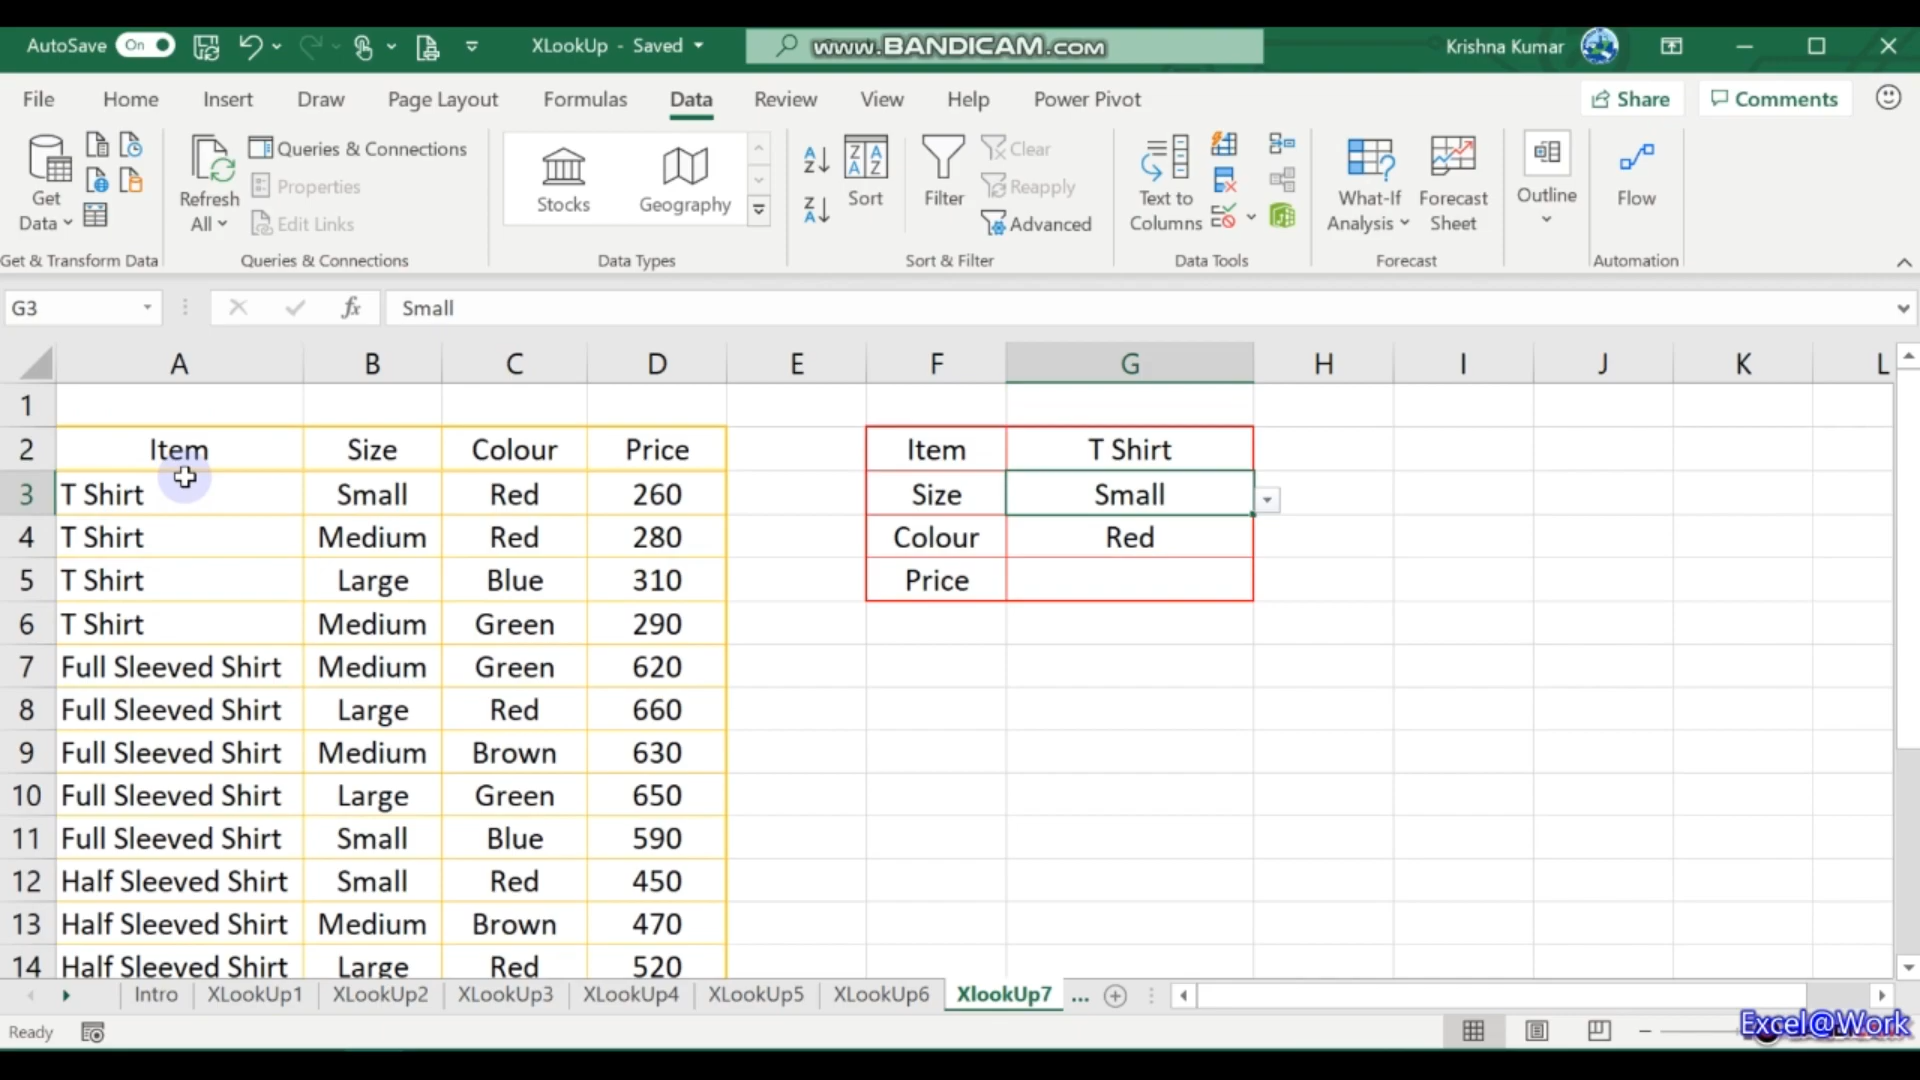 AutoSave On XLookUp - Saved www.BANDICAM.com Krishna Kumar
File Home Insert Draw Page Layout Formulas Data Review View Help Power Pivot Share Comments
Get Data
Refresh All
Queries & Connections
Properties
Edit Links
Stocks Geography
Sort
Filter
Clear
Reapply
Advanced
Text to Columns
What-If Analysis
Forecast Sheet
Outline
Flow
Get & Transform Data Queries & Connections Data Types Sort & Filter Data Tools Forecast Automation
G3 fx Small
A B C D E F G H I J K L
1
2 Item Size Colour Price Item T Shirt
3 T Shirt Small Red 260 Size Small
4 T Shirt Medium Red 280 Colour Red
5 T Shirt Large Blue 310 Price
6 T Shirt Medium Green 290
7 Full Sleeved Shirt Medium Green 620
8 Full Sleeved Shirt Large Red 660
9 Full Sleeved Shirt Medium Brown 630
10 Full Sleeved Shirt Large Green 650
11 Full Sleeved Shirt Small Blue 590
12 Half Sleeved Shirt Small Red 450
13 Half Sleeved Shirt Medium Brown 470
14 Half Sleeved Shirt Large Red 520
Intro XLookUp1 XLookUp2 XLookUp3 XLookUp4 XLookUp5 XLookUp6 XlookUp7 ...
Ready
Excel@Work